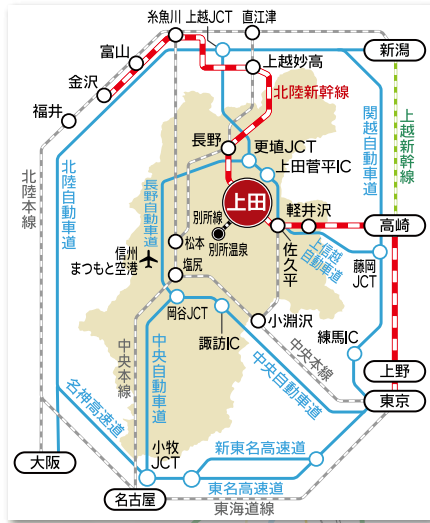 糸魚川
上越JCT
直江津
富山
新潟
上越妙高
金沢
北陸新幹線
福井
関越自動車道
上越新幹線
長野
更埴JCT
上田菅平IC
北陸本線
北陸自動車道
長野自動車道
上田
別所線
別所温泉
軽井沢
高崎
松本
佐久平
上信越
自動車道
信州
まつもと空港
藤岡
JCT
塩尻
岡谷JCT
小淵沢
諏訪IC
練馬IC
中央本線
中央自動車道
中央本線
中央自動車道
上野
東京
名神高速道
大阪
小牧
JCT
新東名高速道
東名高速道
名古屋
東海道線